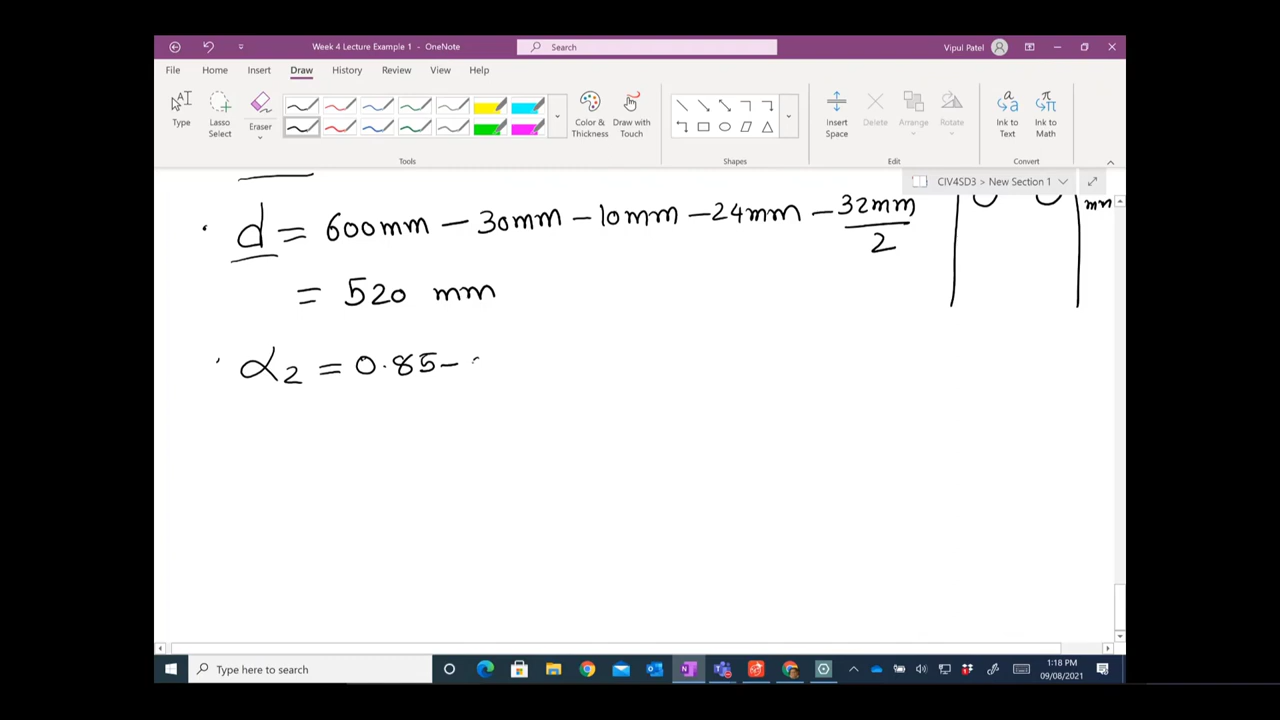 Week 4 Lecture Example 1 - OneNote
Search
Vipul Patel
File Home Insert Draw History Review View Help
Type
Lasso Select
Eraser
Color & Thickness
Draw with Touch
Insert Space
Delete
Arrange
Rotate
Ink to Text
Ink to Math
Tools
Shapes
Edit
Convert
CIV4SD3 > New Section 1
mm
· d = 600mm - 30mm - 10mm - 24mm - 32mm/2
= 520 mm
· α2 = 0.85-
Type here to search
1:18 PM
09/08/2021